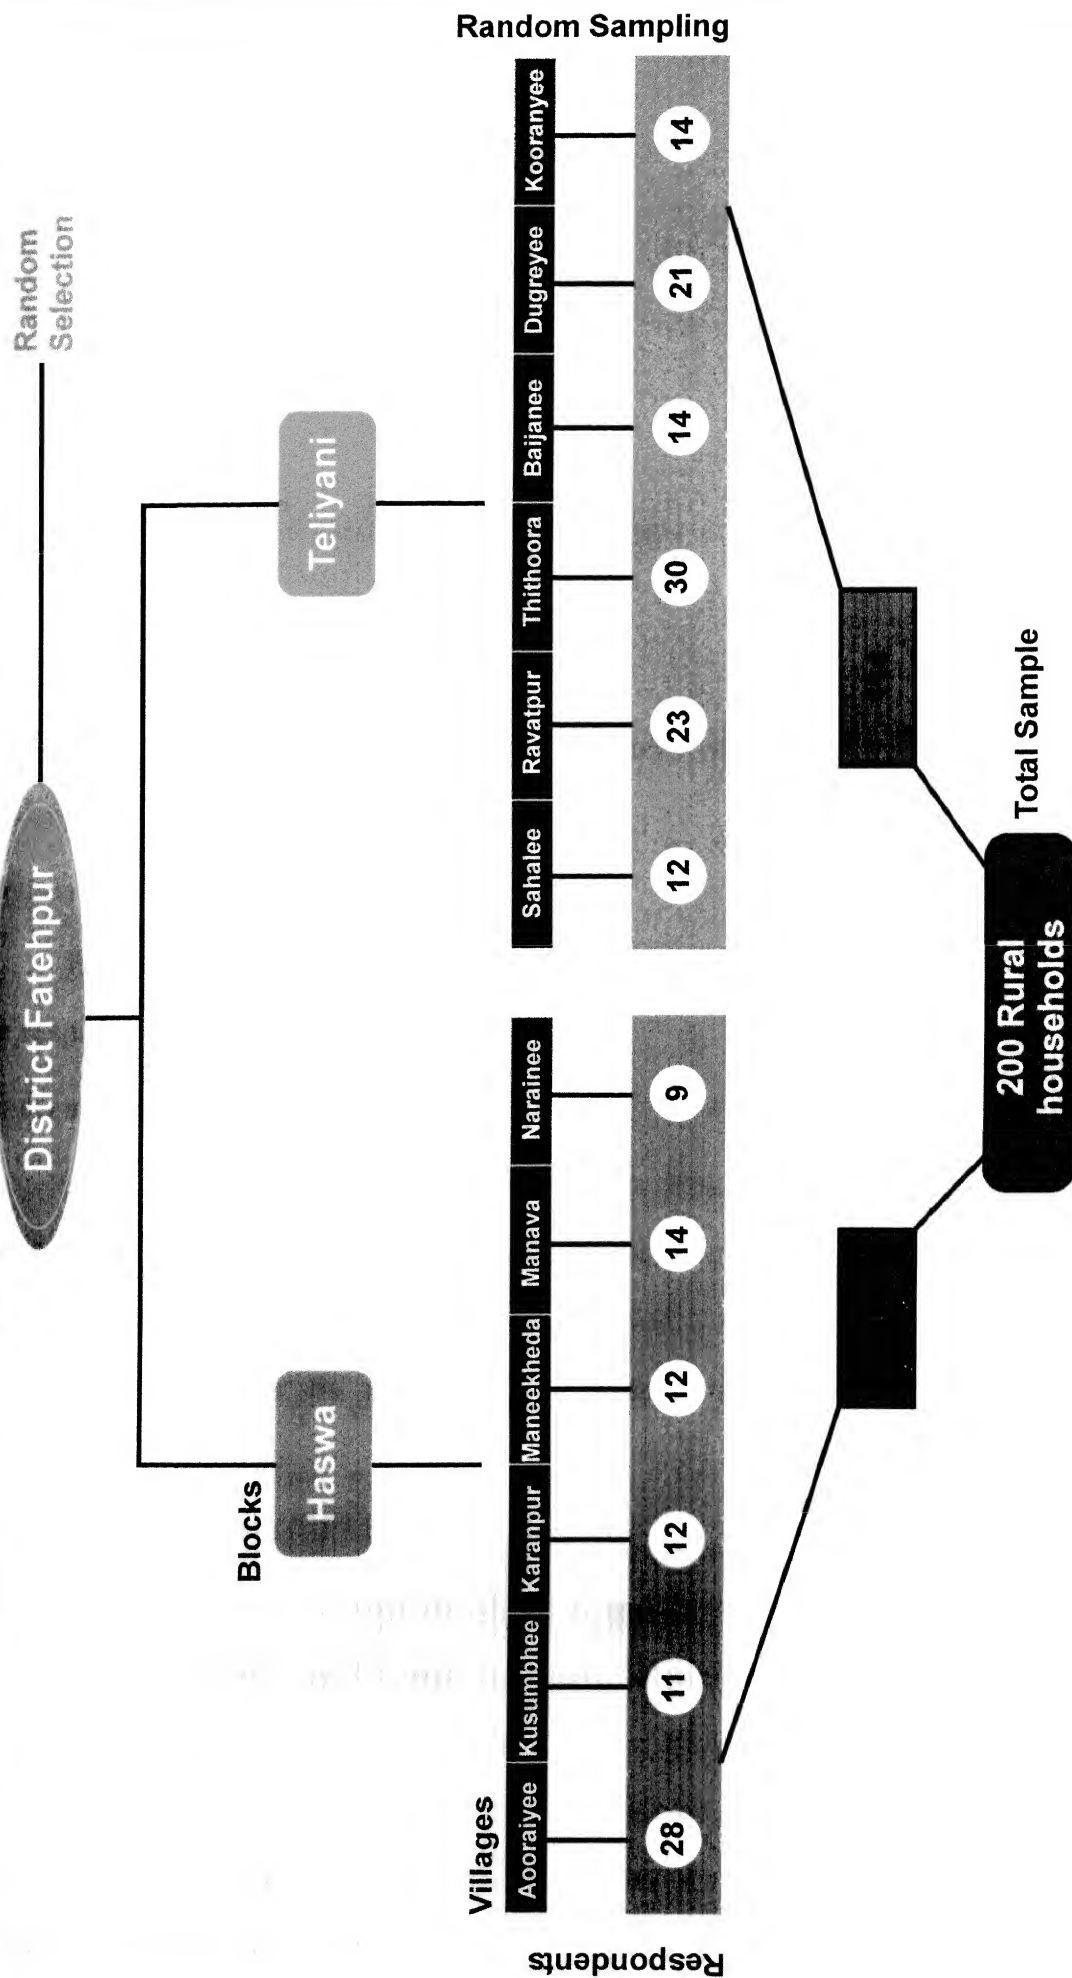 District Fatehpur
Random
Selection
Blocks
Haswa
Teliyani
Villages
Aooraiyee
Kusumbhee
Karanpur
Maneekheda
Manava
Narainee
Sahalee
Ravatpur
Thithoora
Baijanee
Dugreyee
Kooranyee
Random Sampling
Respondents
28
11
12
12
14
9
12
23
30
14
21
14
200 Rural
households
Total Sample